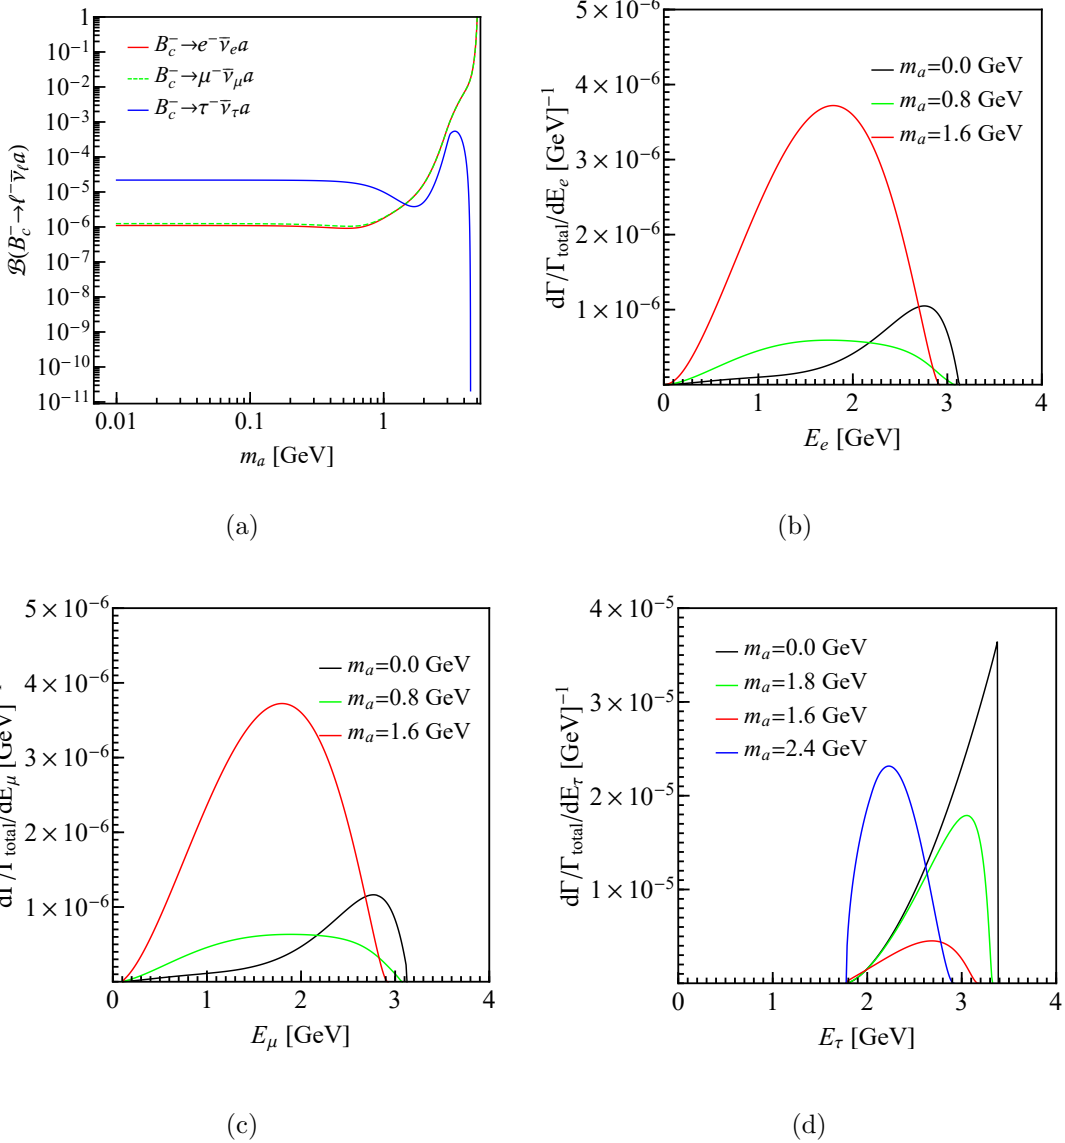 1
10⁻¹
10⁻²
10⁻³
10⁻⁴
10⁻⁵
10⁻⁶
10⁻⁷
10⁻⁸
10⁻⁹
10⁻¹⁰
10⁻¹¹
ℬ(B_c⁻→ℓ⁻ν̅_ℓa)
B_c⁻→e⁻ν̅_e a
B_c⁻→μ⁻ν̅_μ a
B_c⁻→τ⁻ν̅_τ a
0.01 0.10 1
m_a [GeV]
(a)
5×10⁻⁶
4×10⁻⁶
3×10⁻⁶
2×10⁻⁶
1×10⁻⁶
dΓ/Γ_total/dE_e [GeV]⁻¹
m_a=0.0 GeV
m_a=0.8 GeV
m_a=1.6 GeV
0 1 2 3 4
E_e [GeV]
(b)
5×10⁻⁶
4×10⁻⁶
3×10⁻⁶
2×10⁻⁶
1×10⁻⁶
dΓ/Γ_total/dE_μ [GeV]
m_a=0.0 GeV
m_a=0.8 GeV
m_a=1.6 GeV
0 1 2 3 4
E_μ [GeV]
(c)
4×10⁻⁵
3×10⁻⁵
2×10⁻⁵
1×10⁻⁵
dΓ/Γ_total/dE_τ [GeV]⁻¹
m_a=0.0 GeV
m_a=1.8 GeV
m_a=1.6 GeV
m_a=2.4 GeV
0 1 2 3 4
E_τ [GeV]
(d)